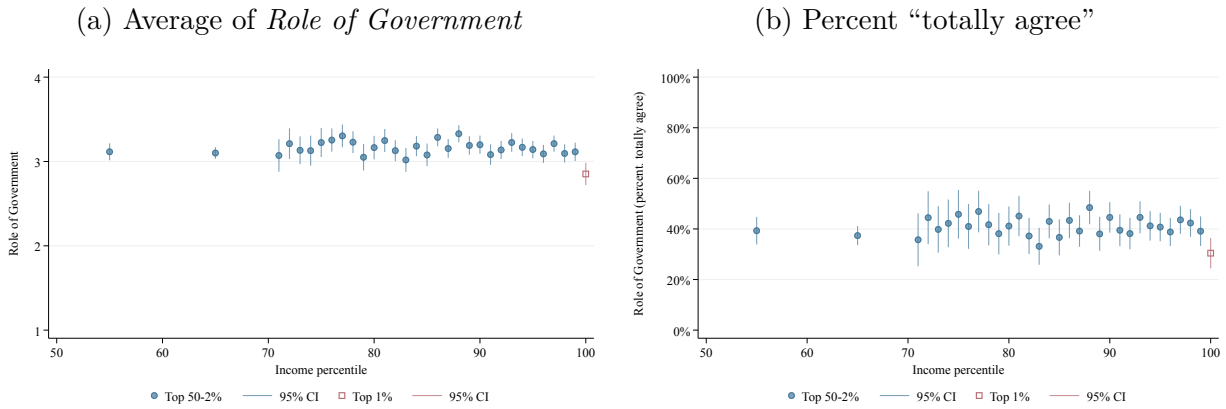 (a) Average of Role of Government
(b) Percent “totally agree”
4
3
2
1
Role of Government
50
60
70
80
90
100
Income percentile
Top 50-2%
95% CI
Top 1%
95% CI
100%
80%
60%
40%
20%
0%
Role of Government (percent. totally agree)
50
60
70
80
90
100
Income percentile
Top 50-2%
95% CI
Top 1%
95% CI